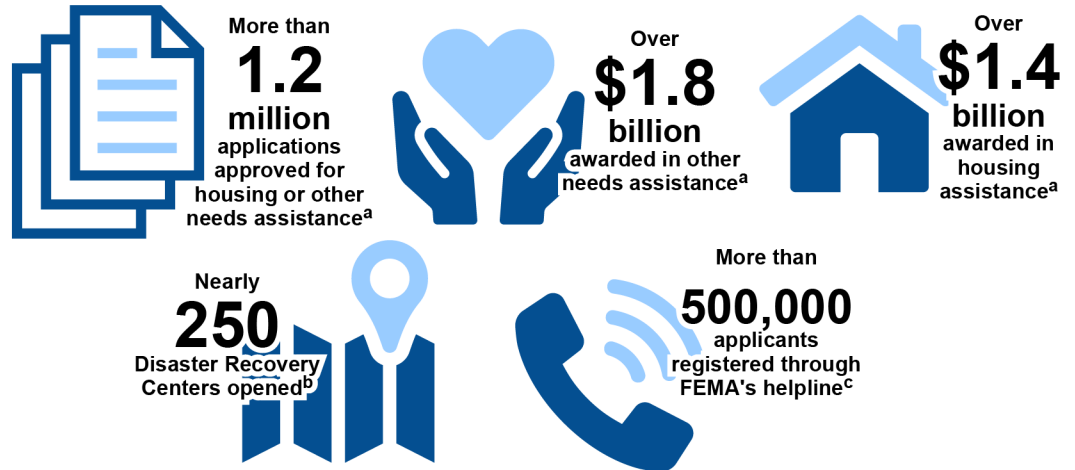 More than
1.2
million
applications
approved for
housing or other
needs assistanceᵃ
Over
$1.8
billion
awarded in other
needs assistanceᵃ
Over
$1.4
billion
awarded in
housing
assistanceᵃ
Nearly
250
Disaster Recovery
Centers openedᵇ
More than
500,000
applicants
registered through
FEMA's helplineᶜ